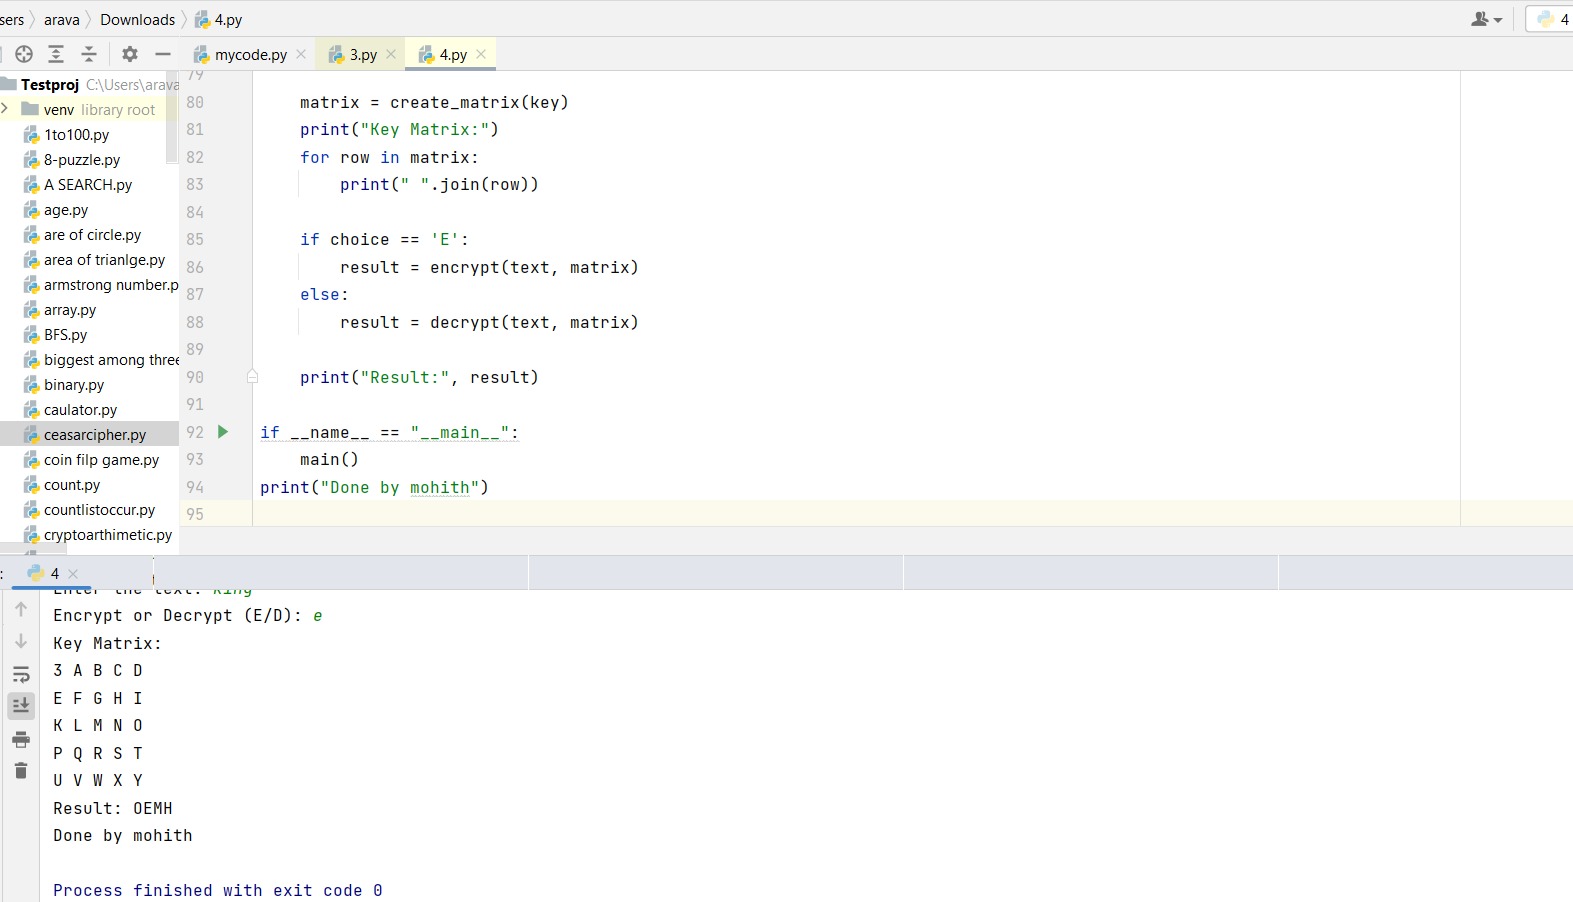 sers arava Downloads 4.py 4
mycode.py 3.py 4.py
Testproj C:\Users\arava
venv library root
1to100.py
8-puzzle.py
A SEARCH.py
age.py
are of circle.py
area of trianlge.py
armstrong number.p
array.py
BFS.py
biggest among three
binary.py
caulator.py
ceasarcipher.py
coin filp game.py
count.py
countlistoccur.py
cryptoarthimetic.py
79
80 matrix = create_matrix(key)
81 print("Key Matrix:")
82 for row in matrix:
83 print(" ".join(row))
84
85 if choice == 'E':
86 result = encrypt(text, matrix)
87 else:
88 result = decrypt(text, matrix)
89
90 print("Result:", result)
91
92 if __name__ == "__main__":
93 main()
94 print("Done by mohith")
95
: 4
Enter the text: king
Encrypt or Decrypt (E/D): e
Key Matrix:
3 A B C D
E F G H I
K L M N O
P Q R S T
U V W X Y
Result: OEMH
Done by mohith
Process finished with exit code 0